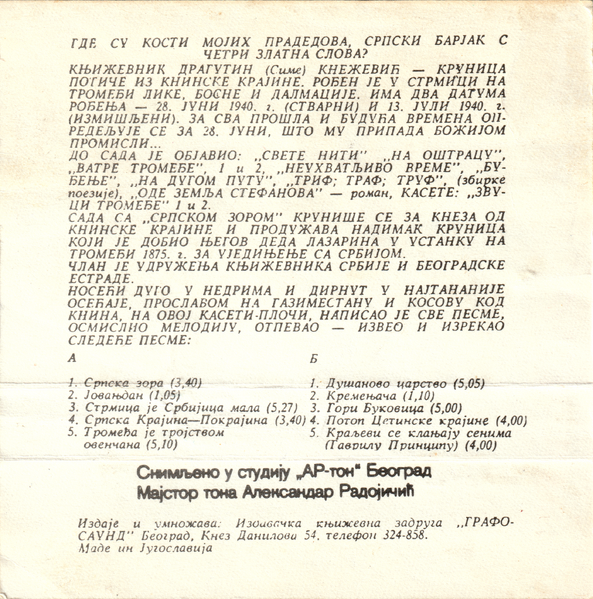 ГДЕ СУ КОСТИ МОЈИХ ПРАДЕДОВА, СРПСКИ БАРЈАК С
ЧЕТРИ ЗЛАТНА СЛОВА?
КЊИЖЕВНИК ДРАГУТИН (Симе) КНЕЖЕВИЋ — КРУНИЦА
ПОТИЧЕ ИЗ КНИНСКЕ КРАЈИНЕ. РОЂЕН ЈЕ У СТРМИЦИ НА
ТРОМЕЂИ ЛИКЕ, БОСНЕ И ДАЛМАЦИЈЕ. ИМА ДВА ДАТУМА
РОЂЕЊА — 28. ЈУНИ 1940. г. (СТВАРНИ) И 13. ЈУЛИ 1940. г.
(ИЗМИШЉЕНИ). ЗА СВА ПРОШЛА И БУДУЋА ВРЕМЕНА ОП-
РЕДЕЉУЈЕ СЕ ЗА 28. ЈУНИ, ШТО МУ ПРИПАДА БОЖИЈОМ
ПРОМИСЛИ...
ДО САДА ЈЕ ОБЈАВИО: „СВЕТЕ НИТИ" „НА ОШТРАЦУ",
„ВАТРЕ ТРОМЕЂЕ", 1 и 2, „НЕУХВАТЉИВО ВРЕМЕ", „БУ-
ЂЕЊЕ", „НА ДУГОМ ПУТУ", „ТРИФ; ТРАФ; ТРУФ", (збирке
поезије), „ОДЕ ЗЕМЉА СТЕФАНОВА" — роман, КАСЕТЕ: „ЗВУ-
ЦИ ТРОМЕЂЕ" 1 и 2.
САДА СА „СРПСКОМ ЗОРОМ" КРУНИШЕ СЕ ЗА КНЕЗА ОД
КНИНСКЕ КРАЈИНЕ И ПРОДУЖАВА НАДИМАК КРУНИЦА
КОЈИ ЈЕ ДОБИО ЊЕГОВ ДЕДА ЛАЗАРИНА У УСТАНКУ НА
ТРОМЕЂИ 1875. г. ЗА УЈЕДИЊЕЊЕ СА СРБИЈОМ.
ЧЛАН ЈЕ УДРУЖЕЊА КЊИЖЕВНИКА СРБИЈЕ И БЕОГРАДСКЕ
ЕСТРАДЕ.
НОСЕЋИ ДУГО У НЕДРИМА И ДИРНУТ У НАЈТАНАНИЈЕ
ОСЕЋАЈЕ, ПРОСЛАВОМ НА ГАЗИМЕСТАНУ И КОСОВУ КОД
КНИНА, НА ОВОЈ КАСЕТИ-ПЛОЧИ, НАПИСАО ЈЕ СВЕ ПЕСМЕ,
ОСМИСЛИО МЕЛОДИЈУ, ОТПЕВАО — ИЗВЕО И ИЗРЕКАО
СЛЕДЕЋЕ ПЕСМЕ:
А
1. Српска зора (3,40)
2. Јовањдан (1,05)
3. Стрмица је Србијица мала (5,27)
4. Српска Крајина—Покрајина (3,40)
5. Тромеђа је тројством
овенчана (5,10)
Б
1. Душаново царство (5,05)
2. Кремењача (1,10)
3. Гори Буковица (5,00)
4. Потоп Цетинске крајине (4,00)
5. Краљеви се клањају сенима
(Гаврилу Принципу) (4,00)
Снимљено у студију „АР-тон" Београд
Мајстор тона Александар Радојичић
Издаје и умножава: Издавачка књижевна задруга „ГРАФО-
САУНД" Београд, Кнез Данилова 54, телефон 324-858.
Маде ин Југославија